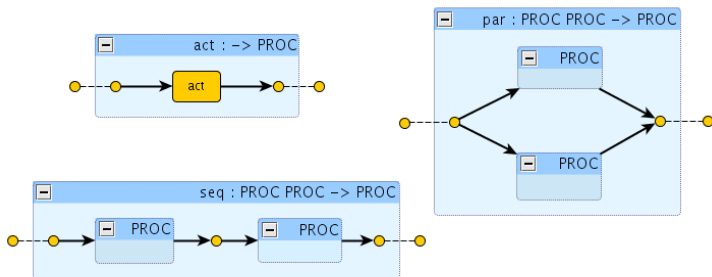 act : -> PROC
act
par : PROC PROC -> PROC
PROC
PROC
seq : PROC PROC -> PROC
PROC
PROC